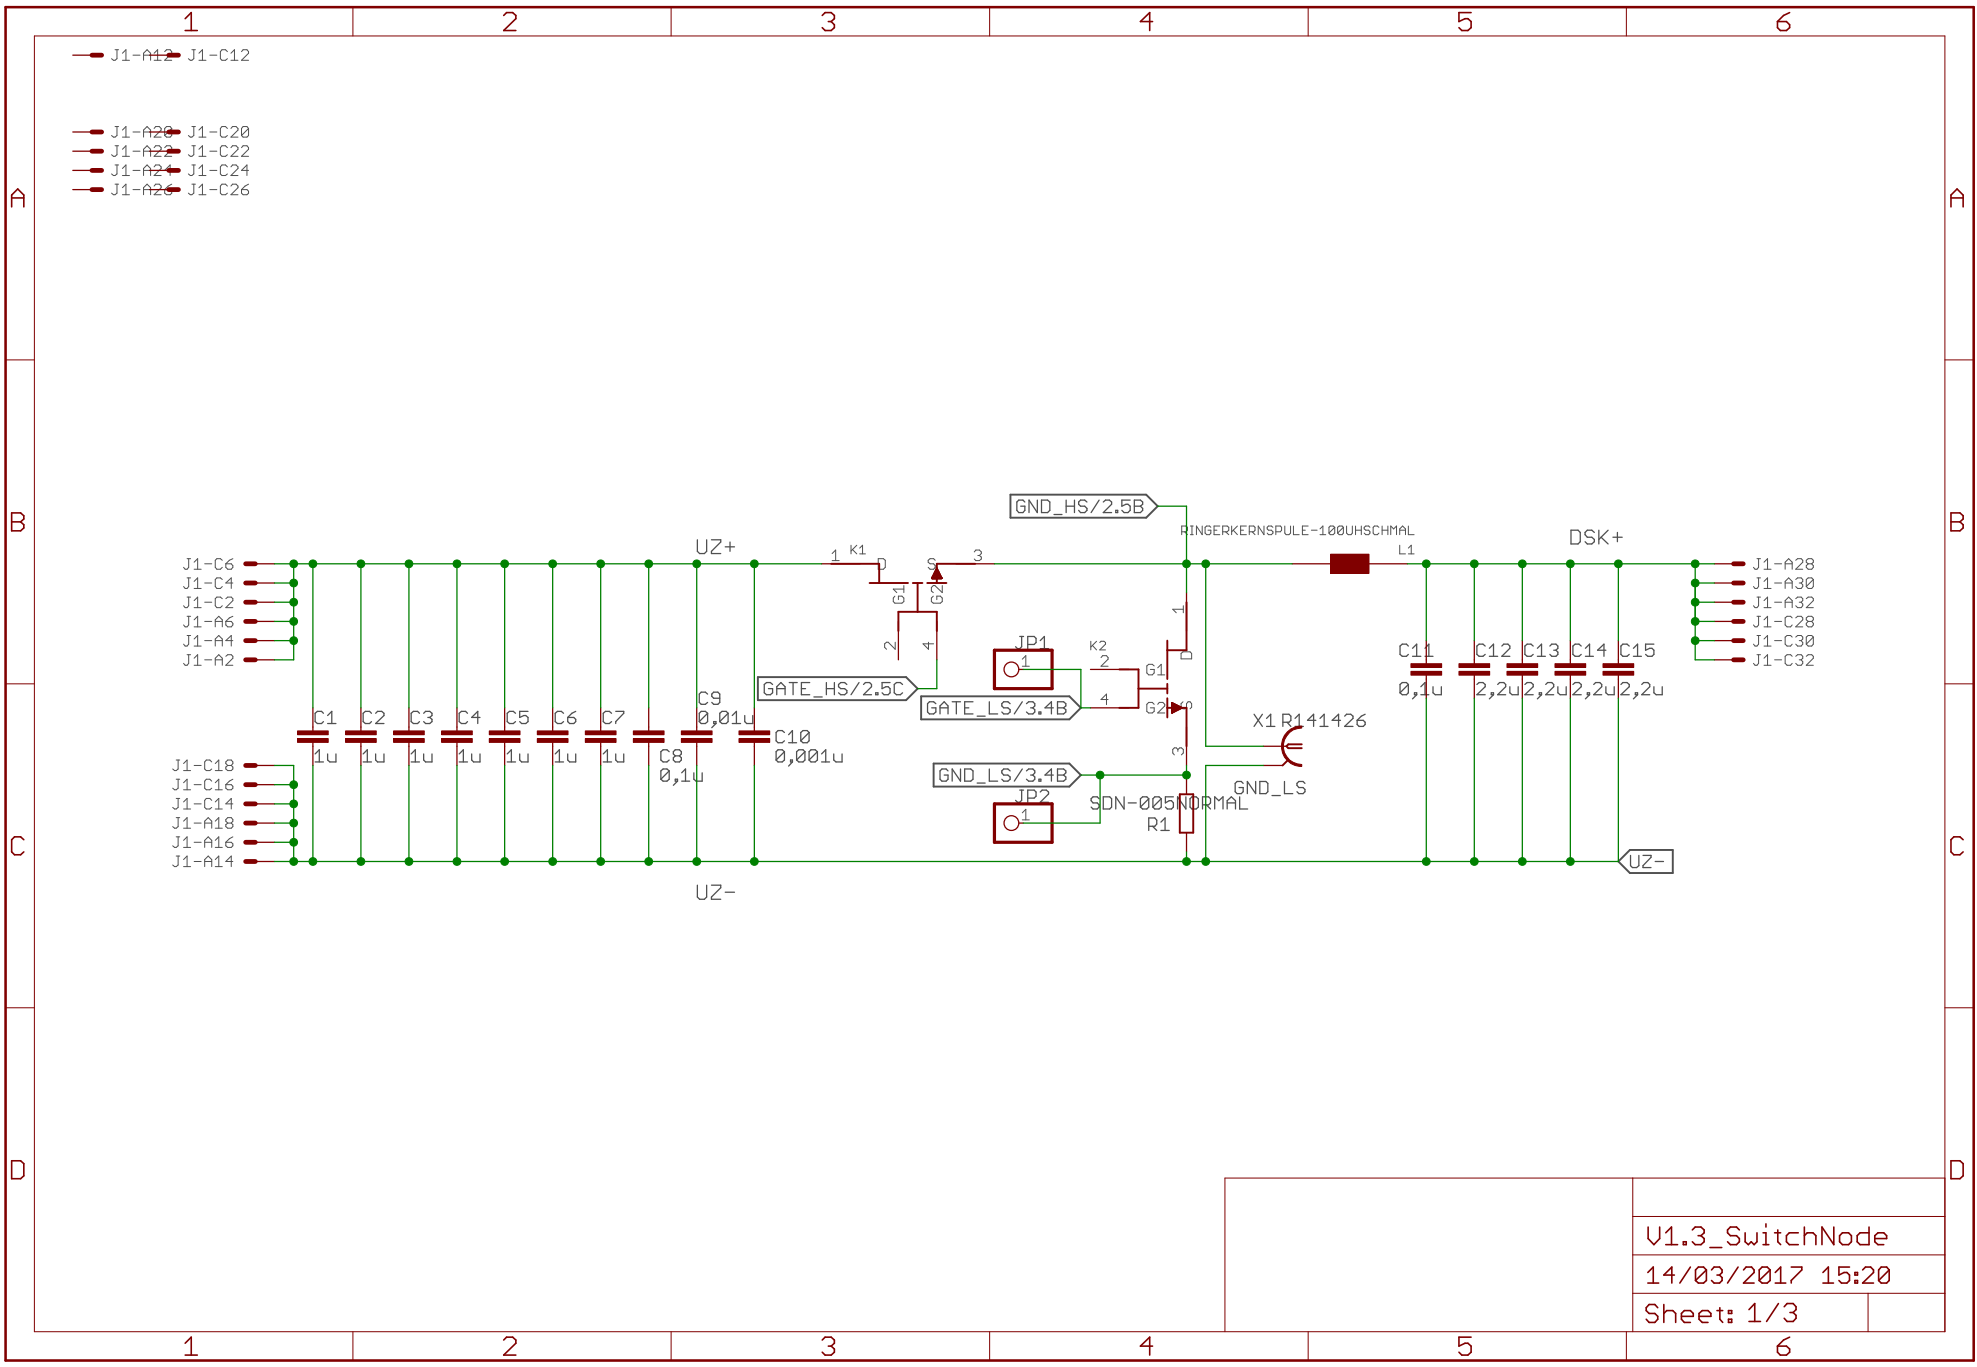 1 2 3 4 5 6
J1-A12 J1-C12
J1-A20 J1-C20
J1-A22 J1-C22
J1-A24 J1-C24
J1-A26 J1-C26
A A
B B
GND_HS/2.5B
RINGERKERNSPULE-100UHSCHMAL
L1
DSK+
UZ+
1 K1 D S 3
G1 G2
2 4
J1-C6
J1-C4
J1-C2
J1-A6
J1-A4
J1-A2
J1-A28
J1-A30
J1-A32
J1-C28
J1-C30
J1-C32
1
JP1
1
K2
2
4
G1
G2
D
S
3
GATE_HS/2.5C
GATE_LS/3.4B
C11 C12 C13 C14 C15
0,1u 2,2u 2,2u 2,2u 2,2u
C9
0,01u
C1 C2 C3 C4 C5 C6 C7
1u 1u 1u 1u 1u 1u 1u
C8
0,1u
C10
0,001u
X1 R141426
GND_LS
GND_LS/3.4B
JP2
1
SDN-005NORMAL
R1
J1-C18
J1-C16
J1-C14
J1-A18
J1-A16
J1-A14
C C
UZ-
UZ-
D D
V1.3_SwitchNode
14/03/2017 15:20
Sheet: 1/3
1 2 3 4 5 6